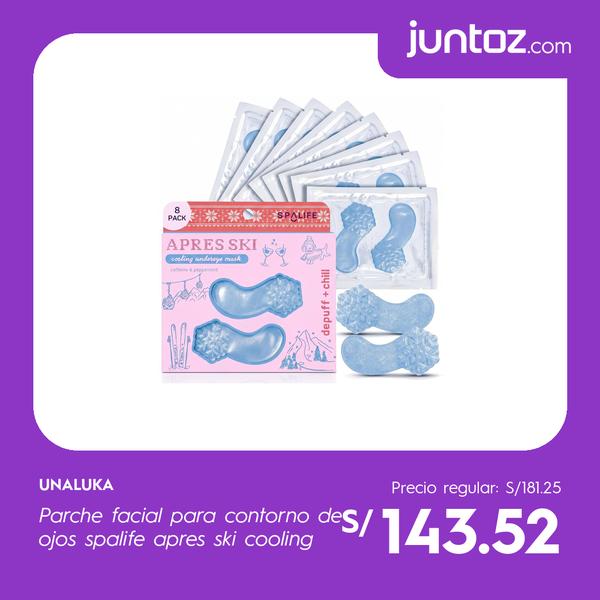 juntoz.com
8
PACK
SPALIFE
APRES SKI
cooling undereye mask
caffeine & peppermint
depuff + chill
UNALUKA
Precio regular: S/181.25
Parche facial para contorno de
ojos spalife apres ski cooling
S/143.52